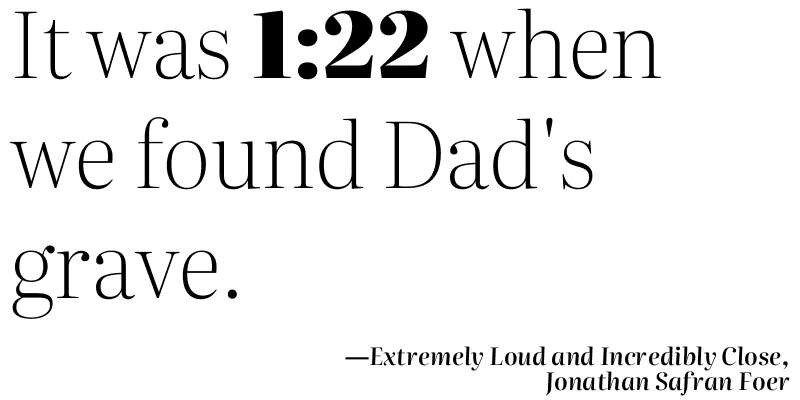 It was 1:22 when
we found Dad's
grave.
—Extremely Loud and Incredibly Close,
Jonathan Safran Foer